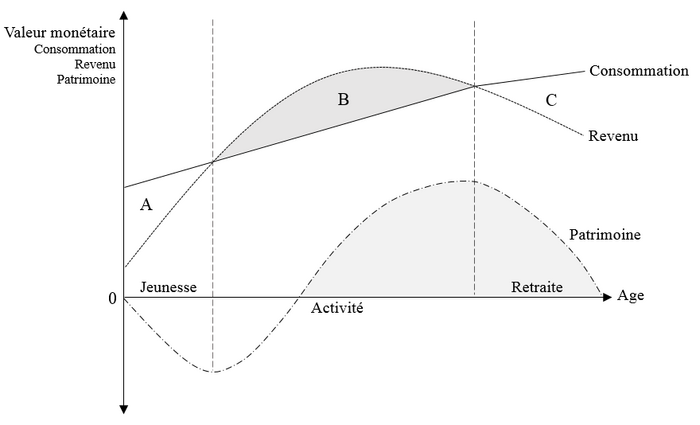 Valeur monétaire
Consommation
Revenu
Patrimoine
Consommation
B
C
Revenu
A
Patrimoine
Jeunesse
Retraite
0
Age
Activité